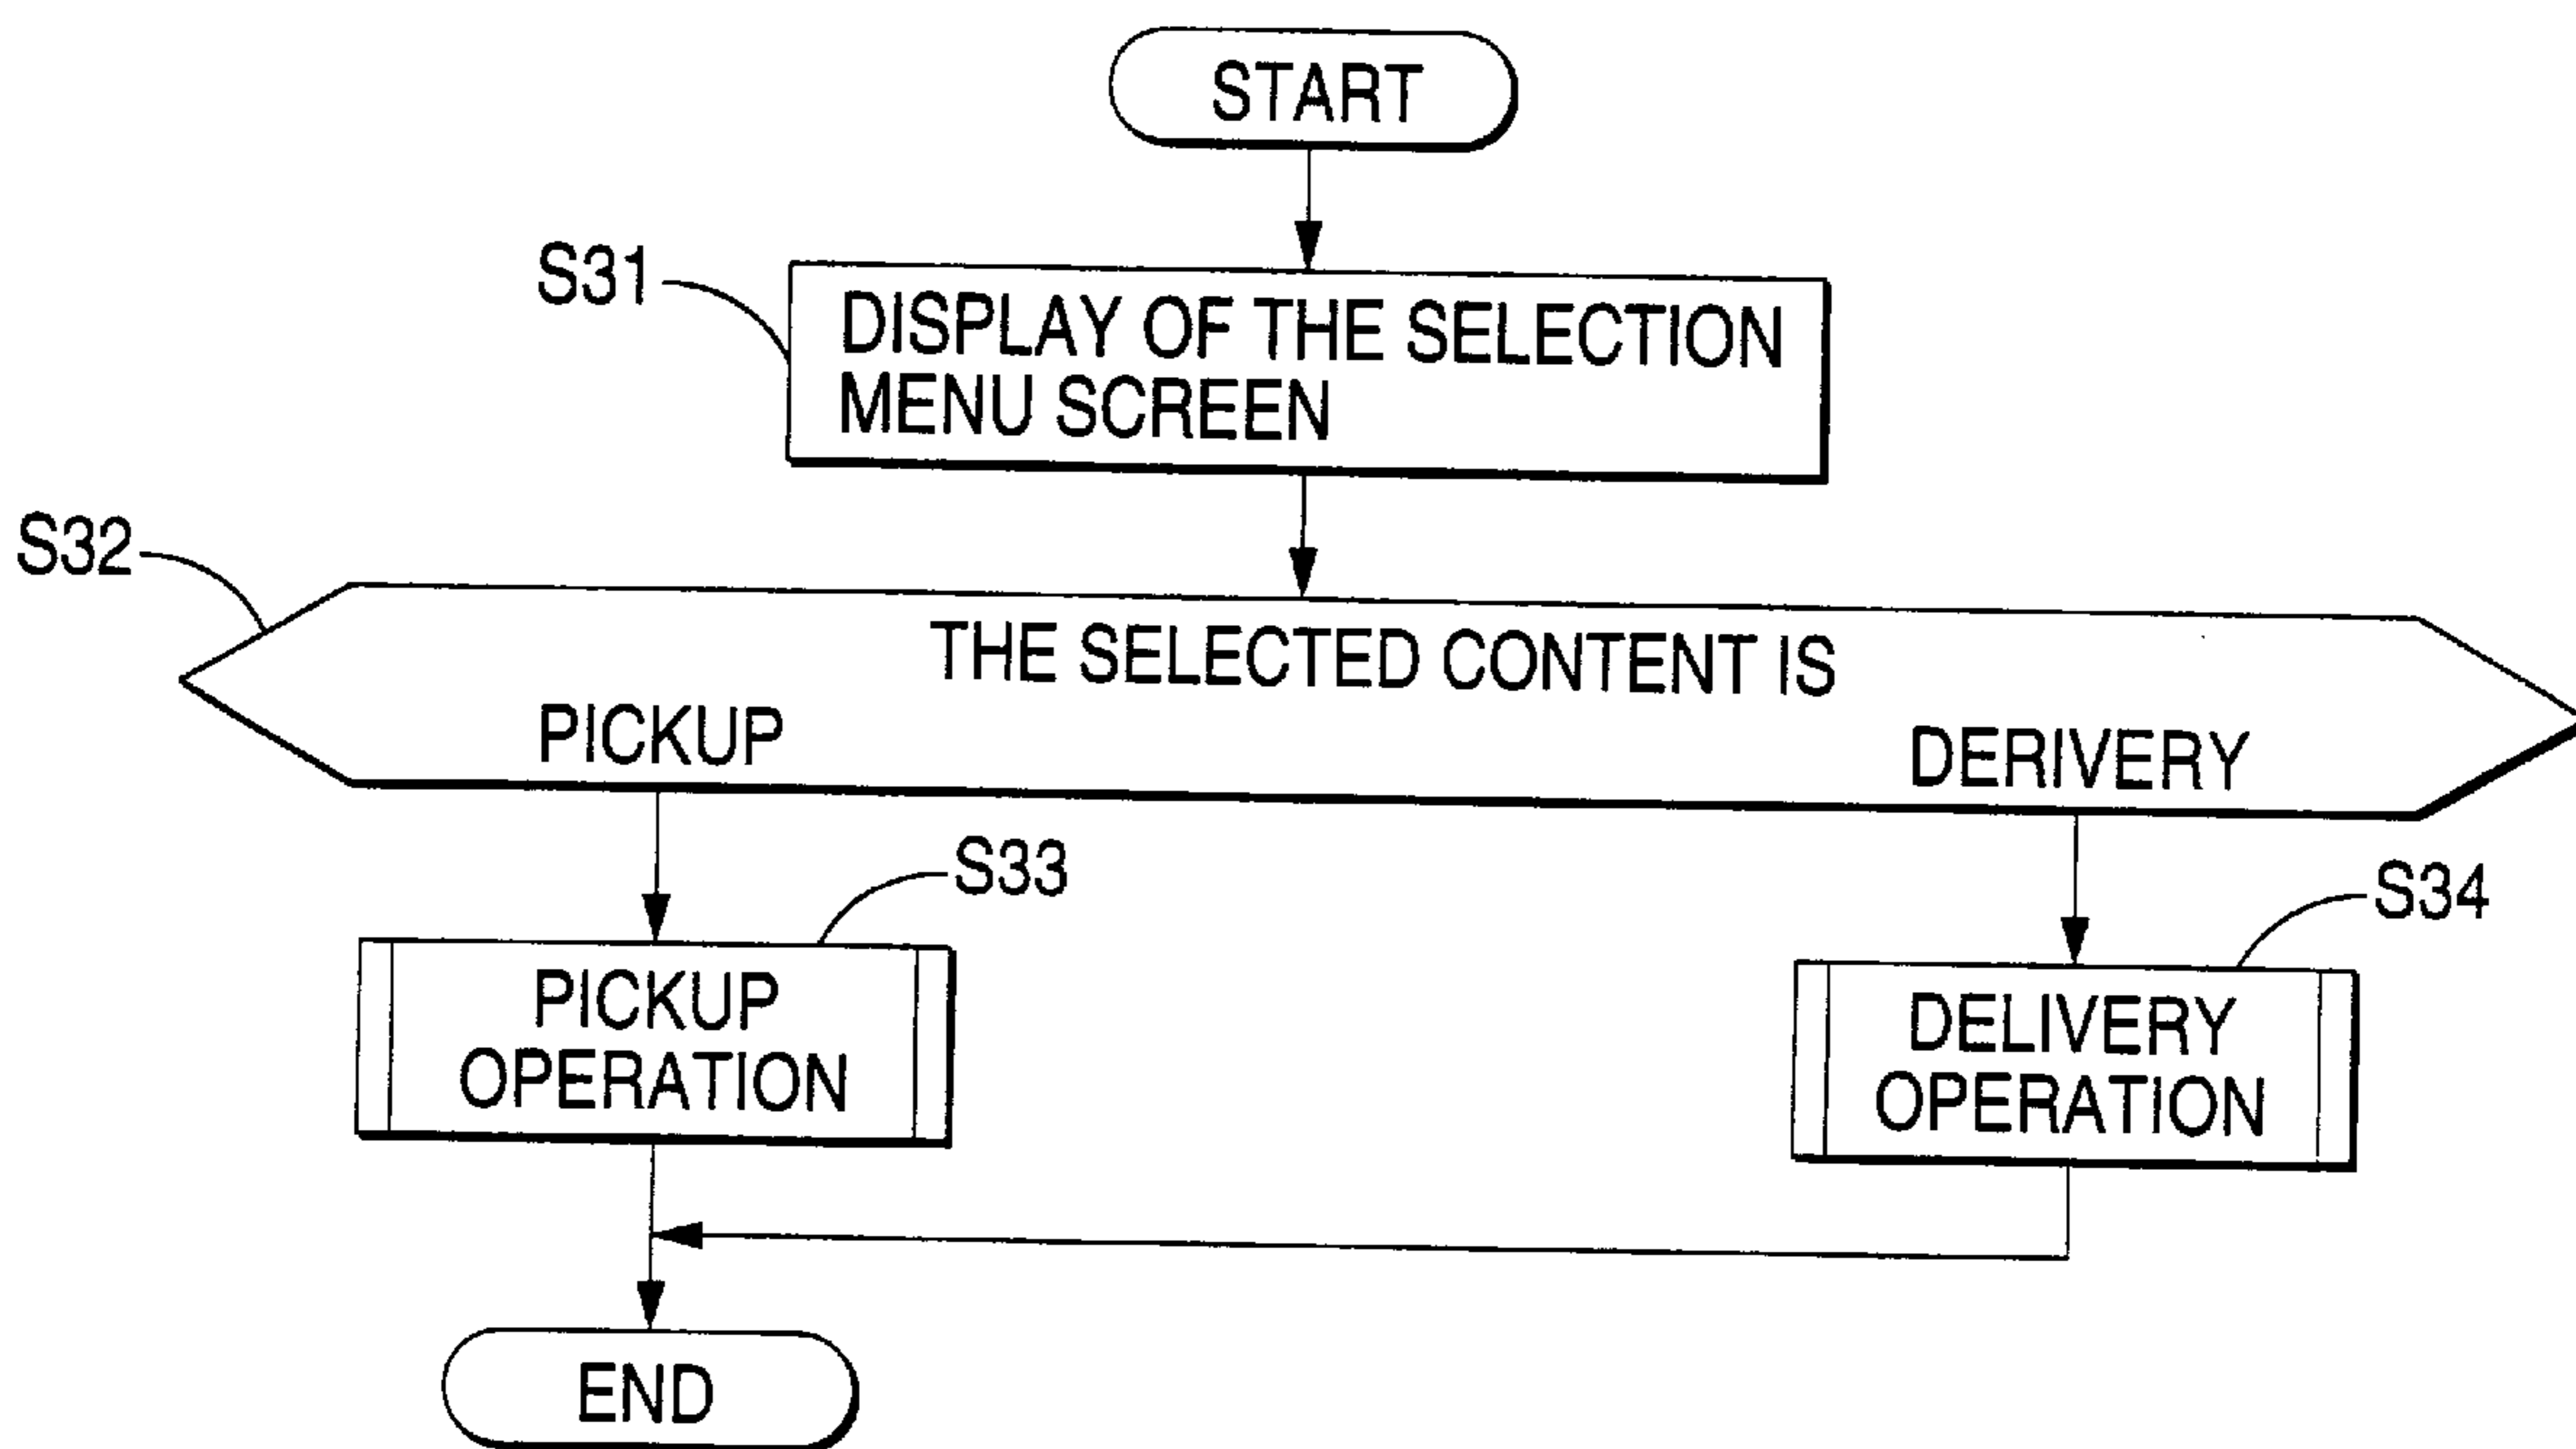 START
S31
DISPLAY OF THE SELECTION
MENU SCREEN
S32
THE SELECTED CONTENT IS
PICKUP
DERIVERY
S33
S34
PICKUP
OPERATION
DELIVERY
OPERATION
END